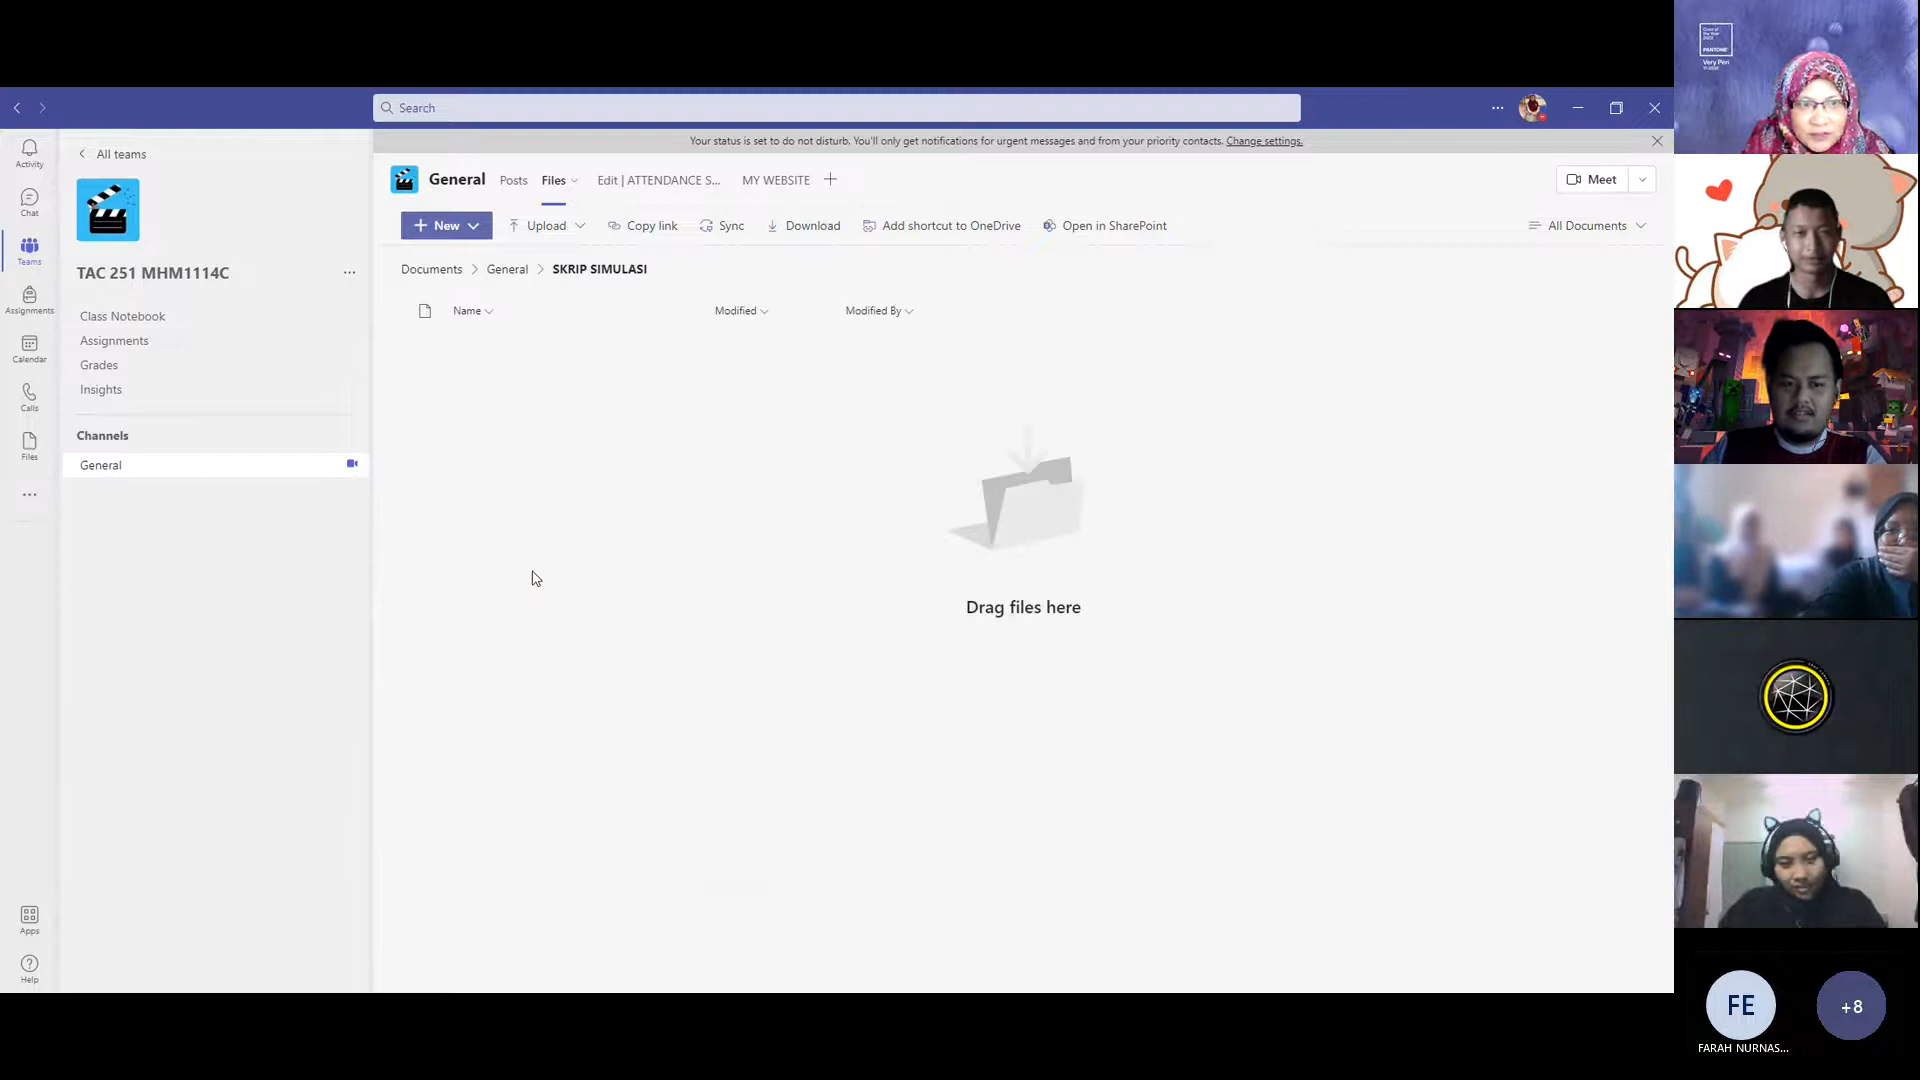 Search
Your status is set to do not disturb. You'll only get notifications for urgent messages and from your priority contacts. Change settings.
Activity
Chat
Teams
Assignments
Calendar
Calls
Files
Apps
Help
All teams
TAC 251 MHM1114C
Class Notebook
Assignments
Grades
Insights
Channels
General
General Posts Files Edit | ATTENDANCE S... MY WEBSITE
Meet
New Upload Copy link Sync Download Add shortcut to OneDrive Open in SharePoint All Documents
Documents > General > SKRIP SIMULASI
Name Modified Modified By
Drag files here
PANTONE
Very Peri
FE
+8
FARAH NURNAS...